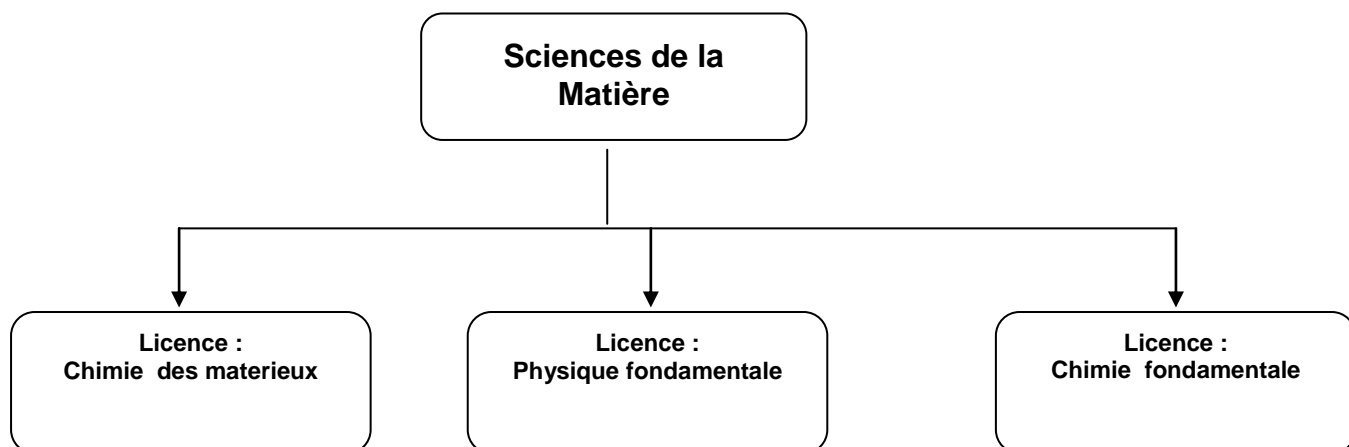 Sciences de la
Matière
Licence :
Chimie des materieux
Licence :
Physique fondamentale
Licence :
Chimie fondamentale